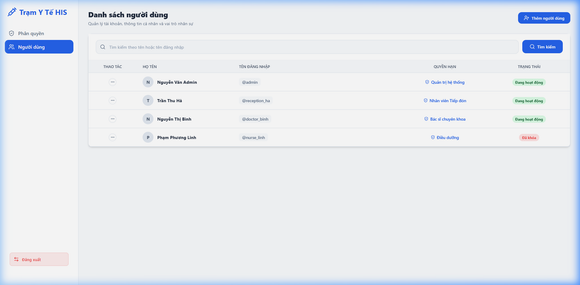 Trạm Y Tế HIS
Phân quyền
Người dùng
Đăng xuất
Danh sách người dùng
Quản lý tài khoản, thông tin cá nhân và vai trò nhân sự
Thêm người dùng
Tìm kiếm theo tên hoặc tên đăng nhập
Tìm kiếm
THAO TÁC HỌ TÊN TÊN ĐĂNG NHẬP QUYỀN HẠN TRẠNG THÁI
N Nguyễn Văn Admin @admin Quản trị hệ thống Đang hoạt động
T Trần Thu Hà @reception_ha Nhân viên Tiếp đón Đang hoạt động
N Nguyễn Thị Bình @doctor_binh Bác sĩ chuyên khoa Đang hoạt động
P Phạm Phương Linh @nurse_linh Điều dưỡng Đã khóa